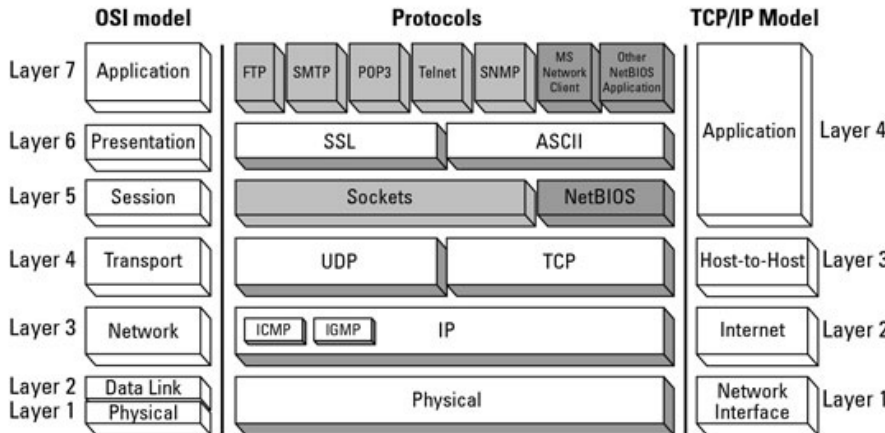 OSI model Protocols TCP/IP Model
Layer 7 Application FTP SMTP POP3 Telnet SNMP MS Network Client Other NetBIOS Application
Layer 6 Presentation SSL ASCII Application Layer 4
Layer 5 Session Sockets NetBIOS
Layer 4 Transport UDP TCP Host-to-Host Layer 3
Layer 3 Network ICMP IGMP IP Internet Layer 2
Layer 2 Data Link
Layer 1 Physical Physical Network Interface Layer 1